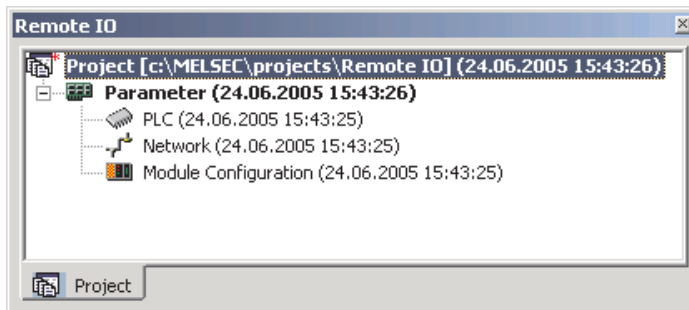 Remote IO
Project [c:\MELSEC\projects\Remote IO] (24.06.2005 15:43:26)
Parameter (24.06.2005 15:43:26)
PLC (24.06.2005 15:43:25)
Network (24.06.2005 15:43:25)
Module Configuration (24.06.2005 15:43:25)
Project